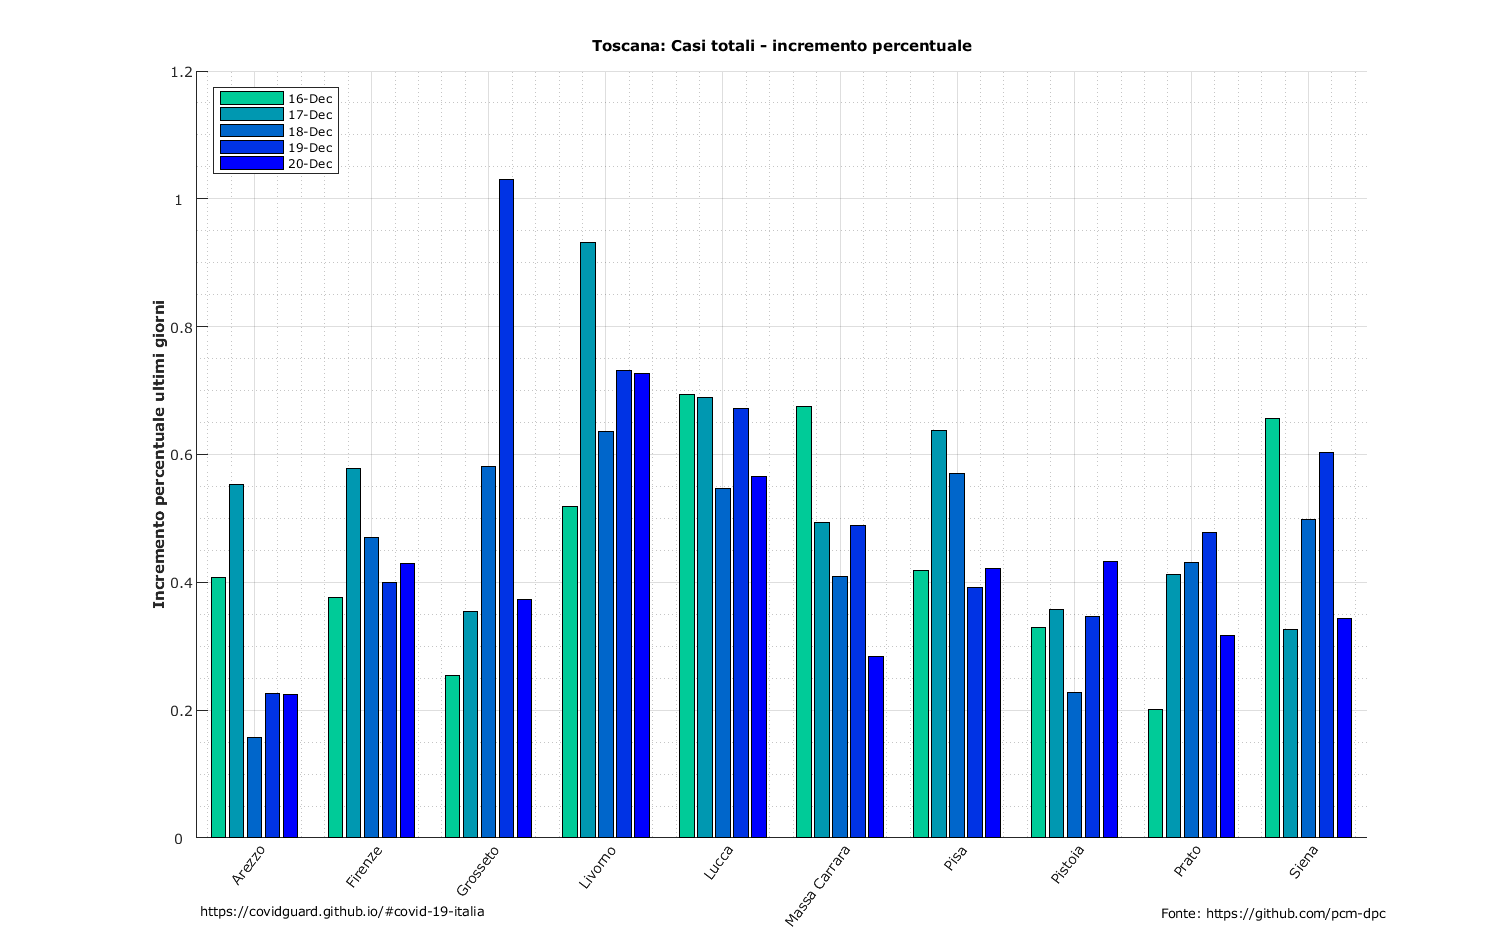 Toscana: Casi totali - incremento percentuale
1.2
1
0.8
0.6
0.4
0.2
0
Incremento percentuale ultimi giorni
16-Dec
17-Dec
18-Dec
19-Dec
20-Dec
Arezzo
Firenze
Grosseto
Livorno
Lucca
Massa Carrara
Pisa
Pistoia
Prato
Siena
https://covidguard.github.io/#covid-19-italia
Fonte: https://github.com/pcm-dpc